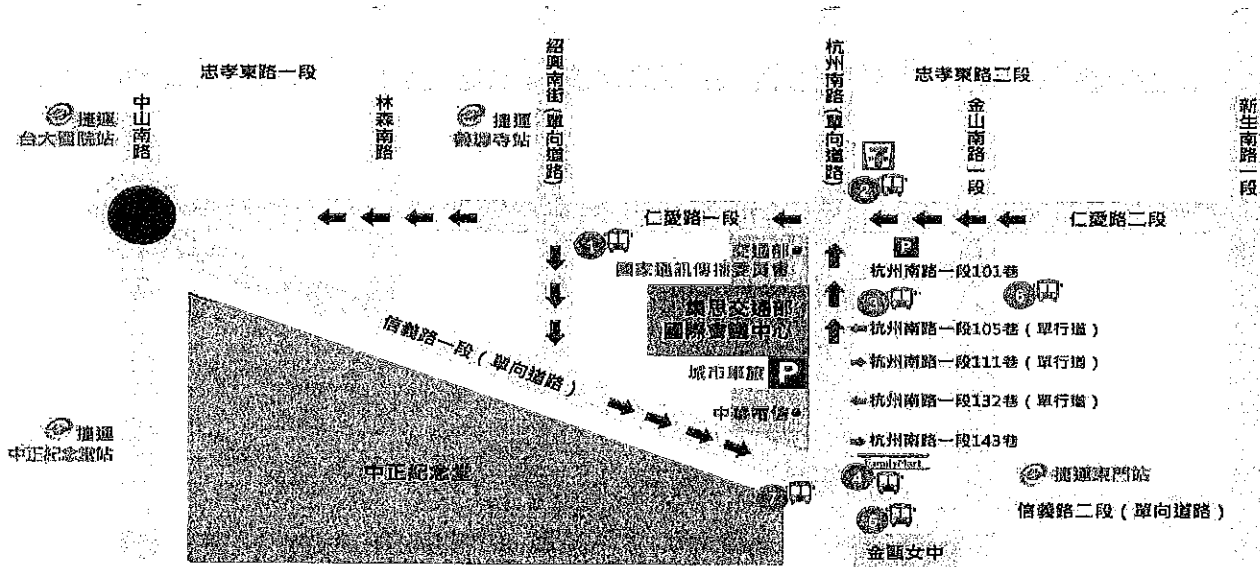 忠孝東路一段
紹興南街(單向道路)
杭州南路(單向道路)
忠孝東路二段
捷運
台大醫院站
中山南路
林森南路
捷運
善導寺站
金山南路一段
新生南路一段
2
仁愛路一段
仁愛路二段
1
交通部
國家通訊傳播委員會
P
杭州南路一段101巷
集思交通部
國際會議中心
3
6
杭州南路一段105巷(單行道)
信義路一段(單向道路)
城市車旅 P
杭州南路一段111巷(單行道)
中華電信
杭州南路一段132巷(單行道)
捷運
中正紀念堂站
杭州南路一段143巷
中正紀念堂
FamilyMart
4
捷運東門站
信義路二段(單向道路)
金甌女中